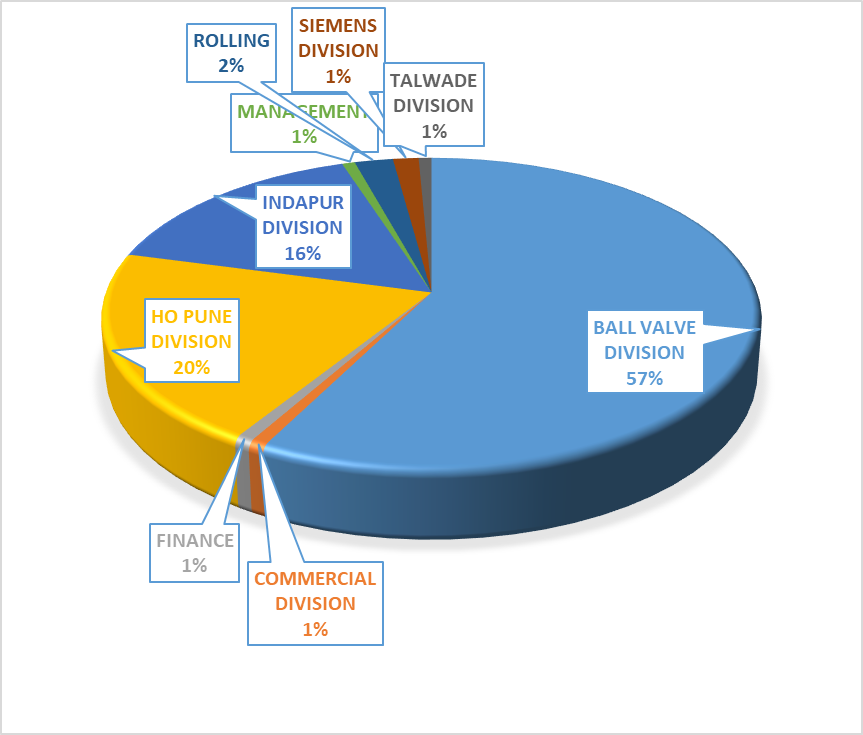 SIEMENS
DIVISION
1%
ROLLING
2%
TALWADE
DIVISION
1%
MANAGEMENT
1%
INDAPUR
DIVISION
16%
HO PUNE
DIVISION
20%
BALL VALVE
DIVISION
57%
FINANCE
1%
COMMERCIAL
DIVISION
1%